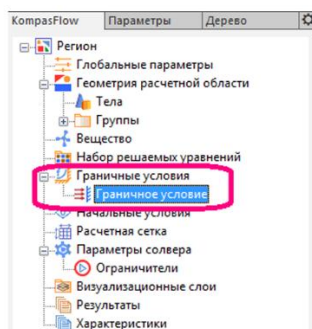 KompasFlow Параметры Дерево
Регион
Глобальные параметры
Геометрия расчетной области
Тела
Группы
Вещество
Набор решаемых уравнений
Граничные условия
Граничное условие
Начальные условия
Расчетная сетка
Параметры солвера
Ограничители
Визуализационные слои
Результаты
Характеристики